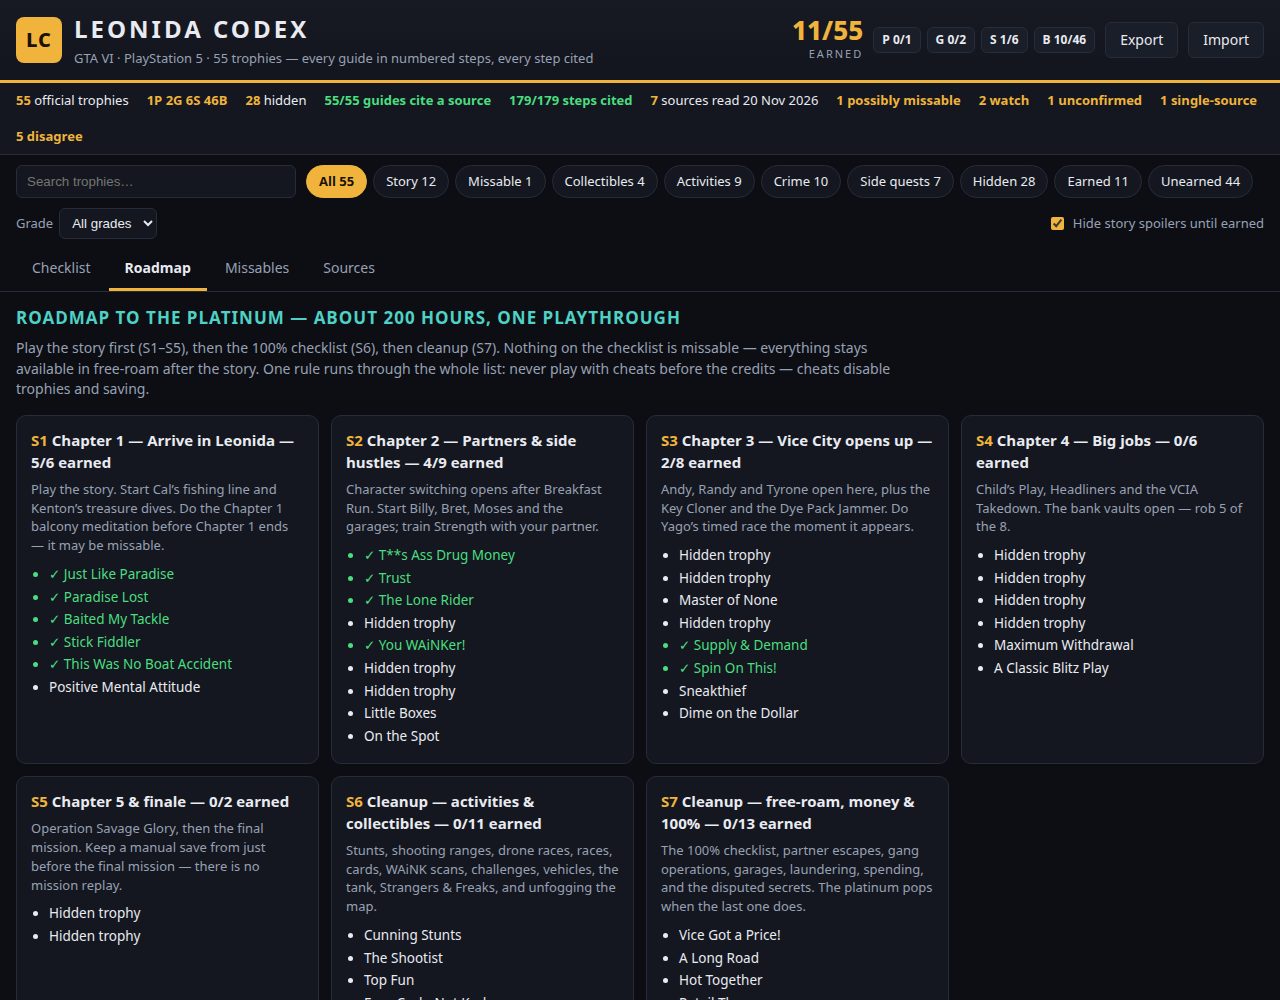 LC
LEONIDA CODEX
GTA VI · PlayStation 5 · 55 trophies — every guide in numbered steps, every step cited
11/55
EARNED
P 0/1
G 0/2
S 1/6
B 10/46
Export
Import
55 official trophies 1P 2G 6S 46B 28 hidden 55/55 guides cite a source 179/179 steps cited 7 sources read 20 Nov 2026 1 possibly missable 2 watch 1 unconfirmed 1 single-source
5 disagree
Search trophies…
All 55
Story 12
Missable 1
Collectibles 4
Activities 9
Crime 10
Side quests 7
Hidden 28
Earned 11
Unearned 44
Grade
All grades
Hide story spoilers until earned
Checklist
Roadmap
Missables
Sources
ROADMAP TO THE PLATINUM — ABOUT 200 HOURS, ONE PLAYTHROUGH
Play the story first (S1–S5), then the 100% checklist (S6), then cleanup (S7). Nothing on the checklist is missable — everything stays
available in free-roam after the story. One rule runs through the whole list: never play with cheats before the credits — cheats disable
trophies and saving.
S1 Chapter 1 — Arrive in Leonida —
5/6 earned
Play the story. Start Cal's fishing line and
Kenton's treasure dives. Do the Chapter 1
balcony meditation before Chapter 1 ends
— it may be missable.
✓ Just Like Paradise
✓ Paradise Lost
✓ Baited My Tackle
✓ Stick Fiddler
✓ This Was No Boat Accident
Positive Mental Attitude
S2 Chapter 2 — Partners & side
hustles — 4/9 earned
Character switching opens after Breakfast
Run. Start Billy, Bret, Moses and the
garages; train Strength with your partner.
✓ T**s Ass Drug Money
✓ Trust
✓ The Lone Rider
Hidden trophy
✓ You WAiNKer!
Hidden trophy
Hidden trophy
Little Boxes
On the Spot
S3 Chapter 3 — Vice City opens up —
2/8 earned
Andy, Randy and Tyrone open here, plus the
Key Cloner and the Dye Pack Jammer. Do
Yago's timed race the moment it appears.
Hidden trophy
Hidden trophy
Master of None
Hidden trophy
✓ Supply & Demand
✓ Spin On This!
Sneakthief
Dime on the Dollar
S4 Chapter 4 — Big jobs — 0/6
earned
Child's Play, Headliners and the VCIA
Takedown. The bank vaults open — rob 5 of
the 8.
Hidden trophy
Hidden trophy
Hidden trophy
Hidden trophy
Maximum Withdrawal
A Classic Blitz Play
S5 Chapter 5 & finale — 0/2 earned
Operation Savage Glory, then the final
mission. Keep a manual save from just
before the final mission — there is no
mission replay.
Hidden trophy
Hidden trophy
S6 Cleanup — activities &
collectibles — 0/11 earned
Stunts, shooting ranges, drone races, races,
cards, WAiNK scans, challenges, vehicles, the
tank, Strangers & Freaks, and unfogging the
map.
Cunning Stunts
The Shootist
Top Fun
S7 Cleanup — free-roam, money &
100% — 0/13 earned
The 100% checklist, partner escapes, gang
operations, garages, laundering, spending,
and the disputed secrets. The platinum pops
when the last one does.
Vice Got a Price!
A Long Road
Hot Together